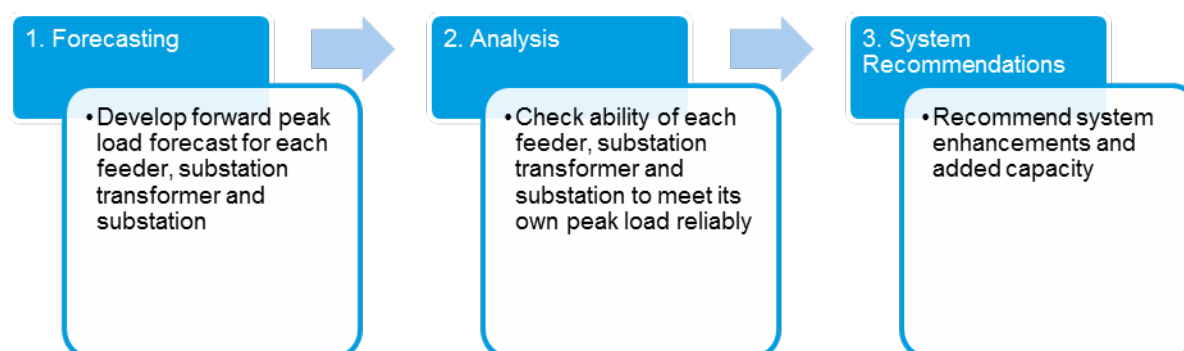 1. Forecasting
•Develop forward peak
load forecast for each
feeder, substation
transformer and
substation
2. Analysis
•Check ability of each
feeder, substation
transformer and
substation to meet its
own peak load reliably
3. System
Recommendations
•Recommend system
enhancements and
added capacity